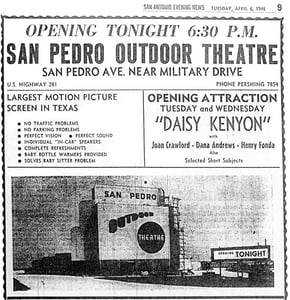 SAN ANTONIO EVENING NEWS TUESDAY, APRIL 6, 1948 9
OPENING TONIGHT 6:30 P.M.
SAN PEDRO OUTDOOR THEATRE
SAN PEDRO AVE. NEAR MILITARY DRIVE
U.S. HIGHWAY 281 PHONE PERSHING 7854
LARGEST MOTION PICTURE
SCREEN IN TEXAS
• NO TRAFFIC PROBLEMS
• NO PARKING PROBLEMS
• PERFECT VISION • PERFECT SOUND
• INDIVIDUAL "IN-CAR" SPEAKERS
• COMPLETE REFRESHMENTS
• BABY BOTTLE WARMERS PROVIDED
• SOLVES BABY SITTER PROBLEM
OPENING ATTRACTION
TUESDAY and WEDNESDAY
"DAISY KENYON"
with
Joan Crawford - Dana Andrews - Henry Fonda
Also
Selected Short Subjects
SAN PEDRO
OUTDOOR
THEATRE
OPENING
TONIGHT